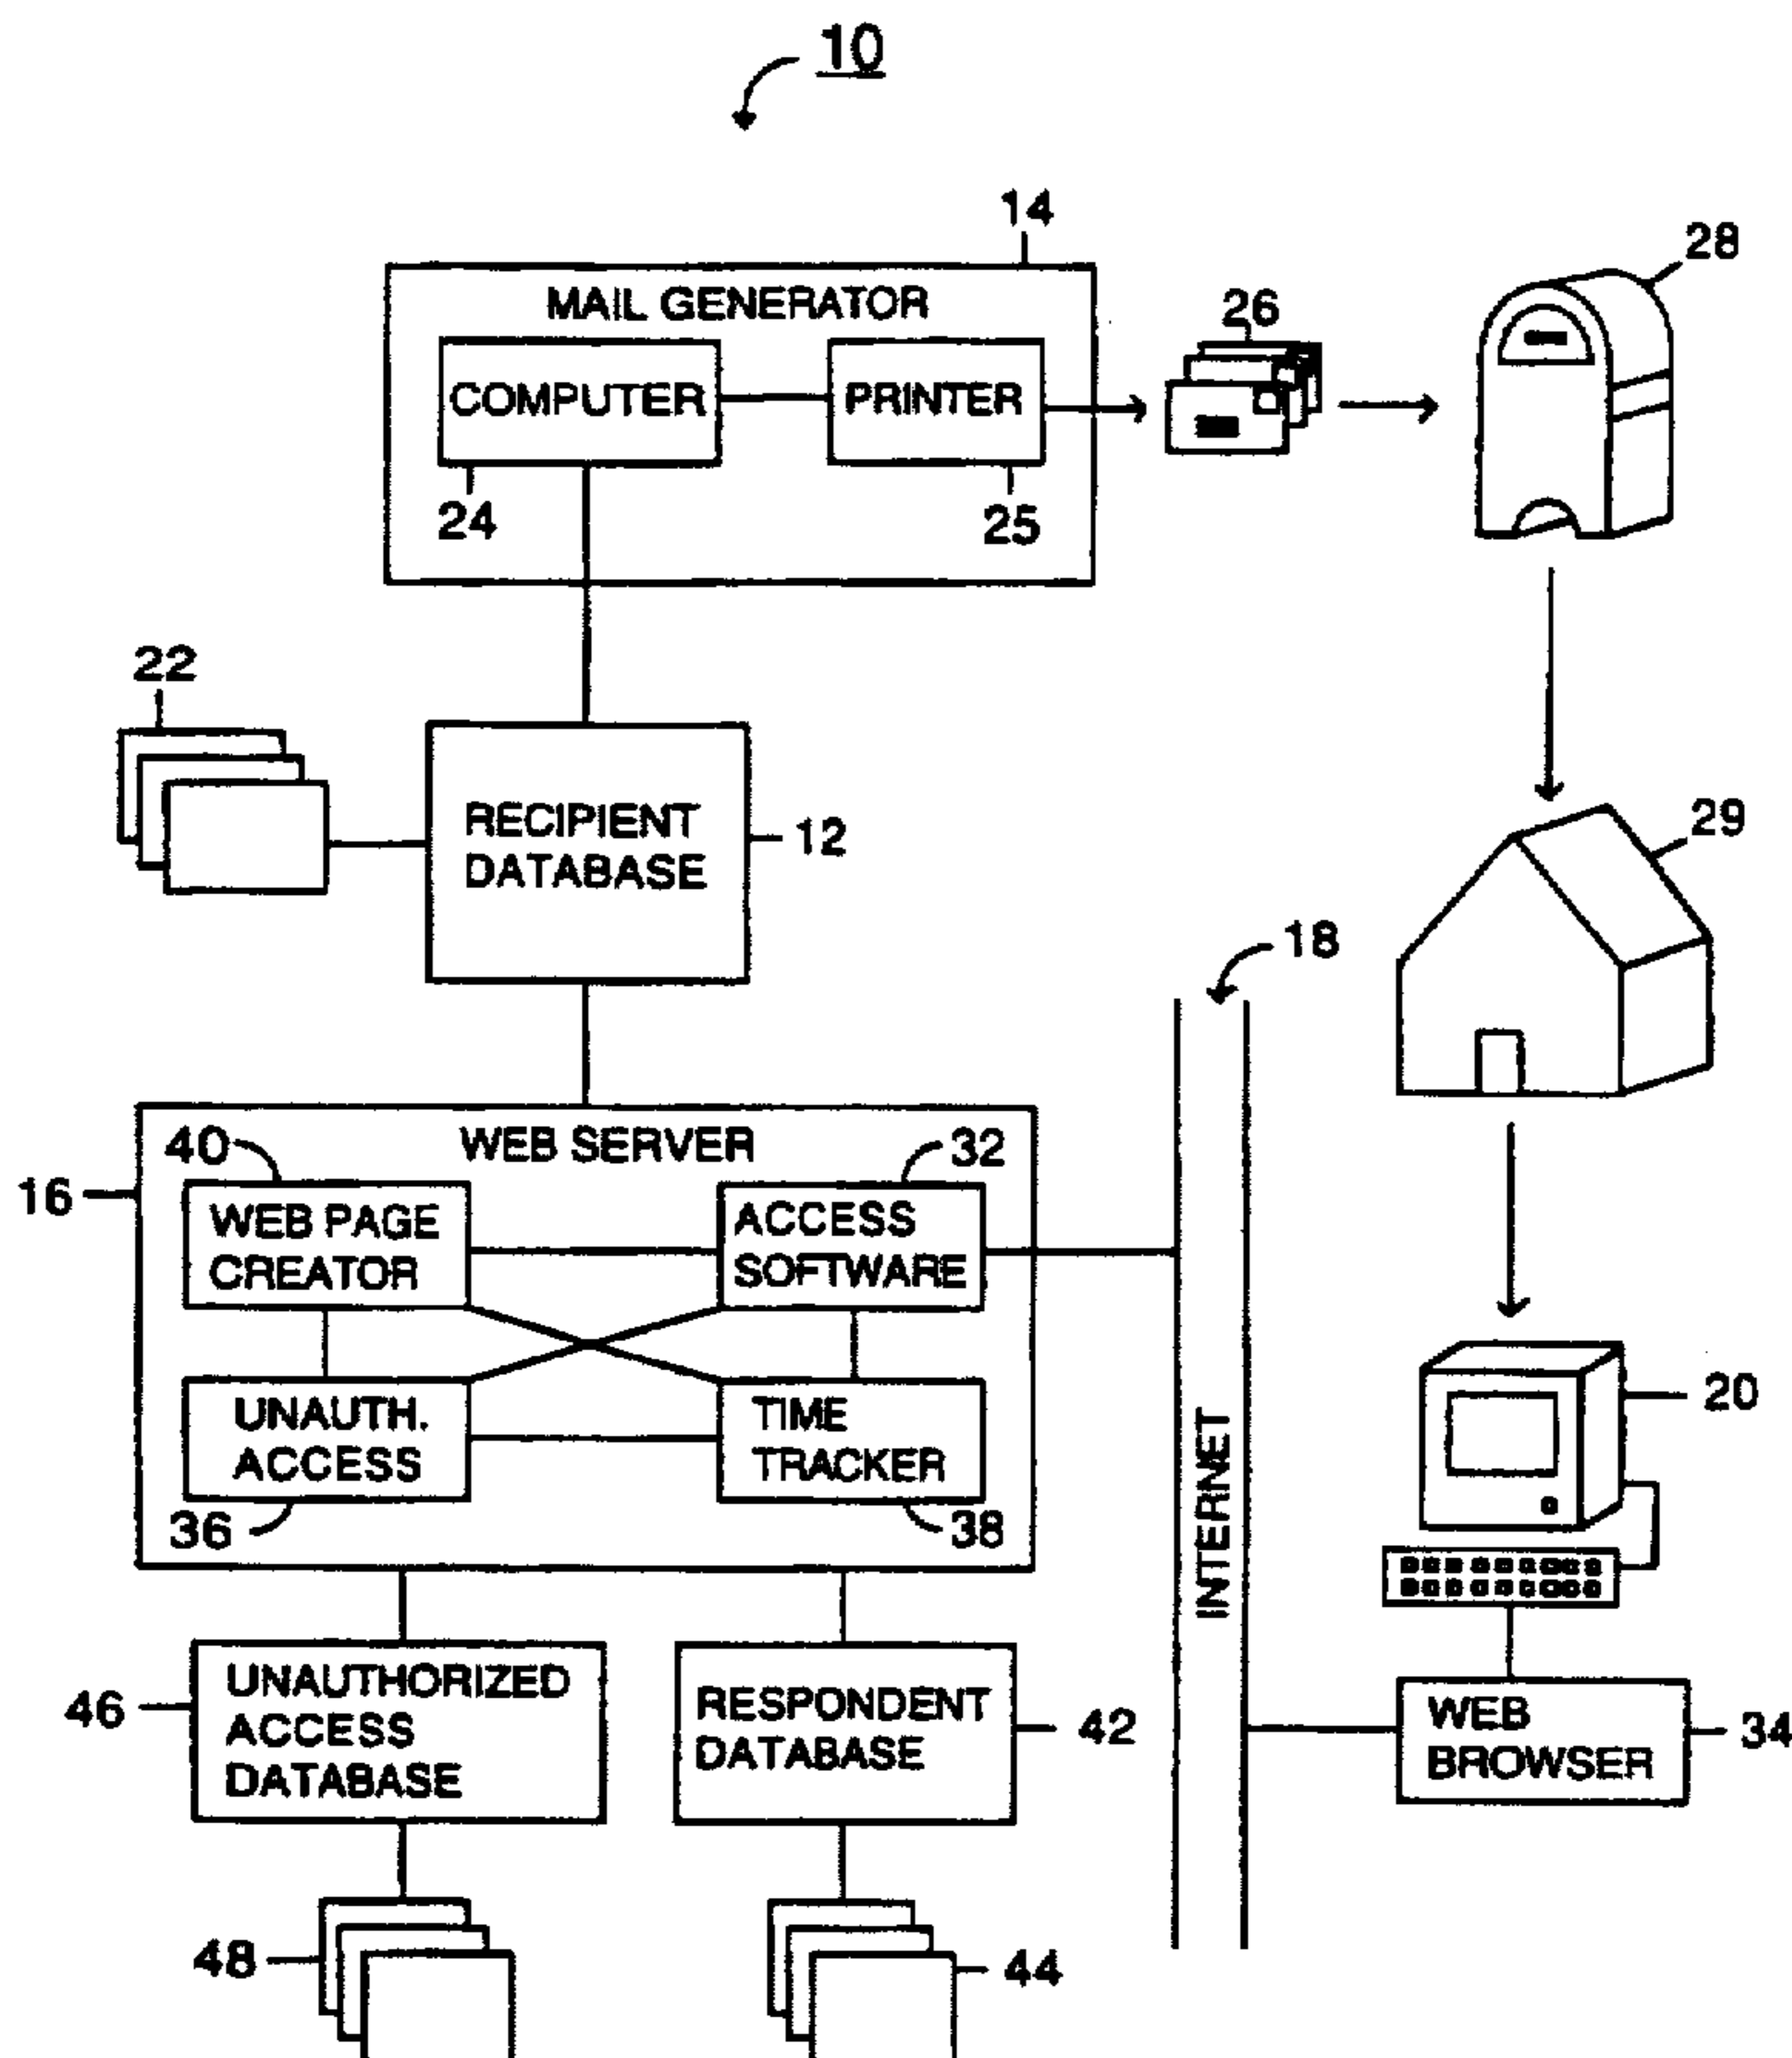 10
14
28
MAIL GENERATOR
26
COMPUTER
PRINTER
24
25
22
RECIPIENT
DATABASE
12
29
18
WEB SERVER
40
32
16
WEB PAGE
CREATOR
ACCESS
SOFTWARE
20
UNAUTH.
ACCESS
TIME
TRACKER
INTERNET
36
38
46
UNAUTHORIZED
ACCESS
DATABASE
RESPONDENT
DATABASE
42
WEB
BROWSER
34
48
44